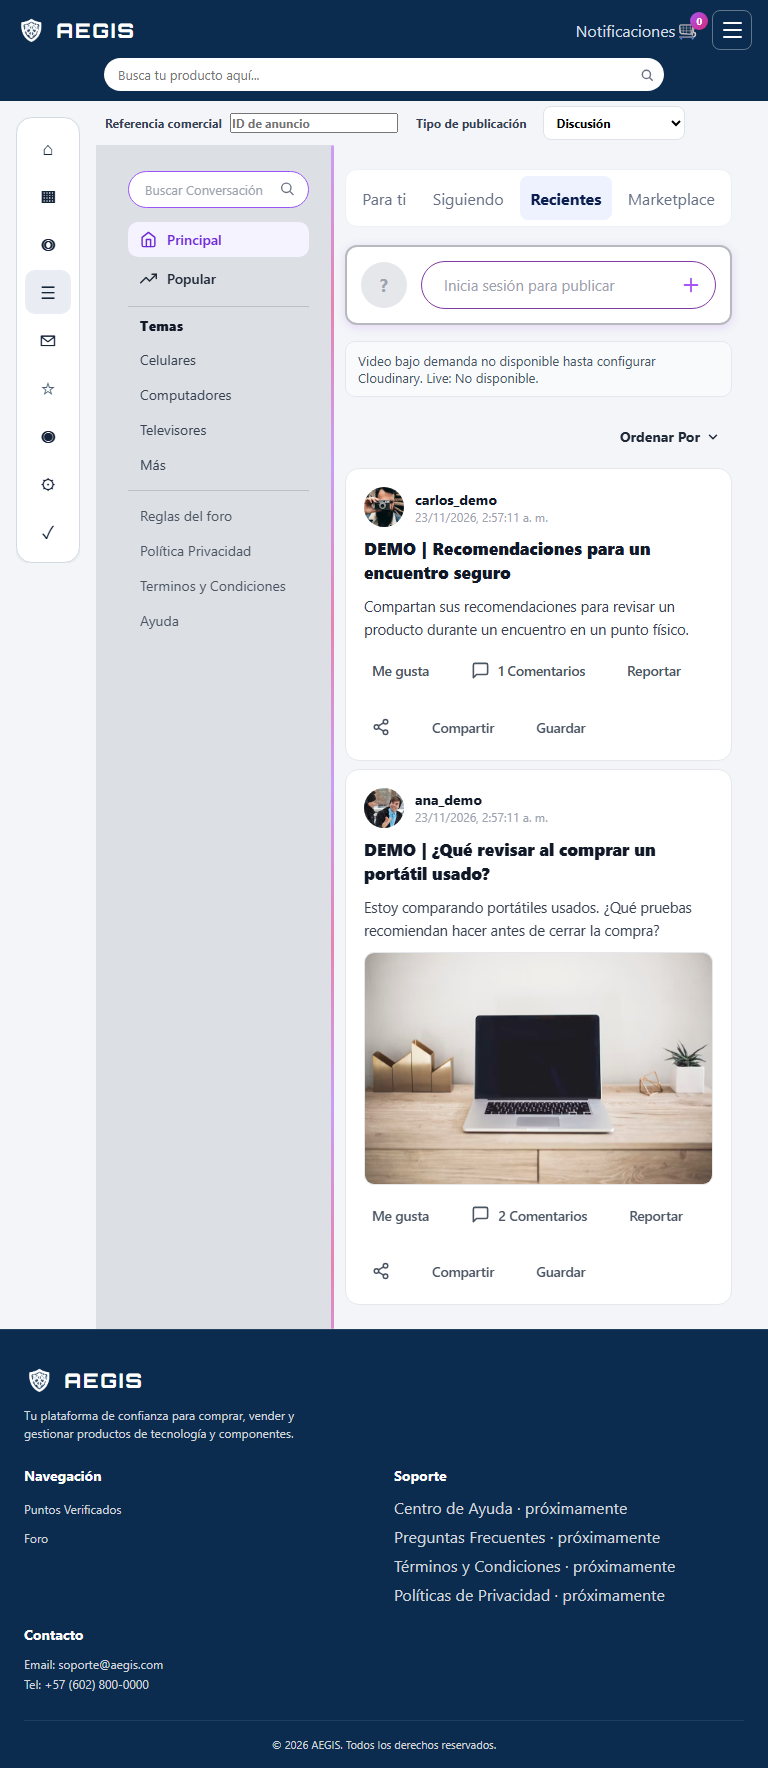 AEGIS
Notificaciones
0
Busca tu producto aquí...
Referencia comercial
ID de anuncio
Tipo de publicación
Discusión
Buscar Conversación
Principal
Popular
Temas
Celulares
Computadores
Televisores
Más
Reglas del foro
Política Privacidad
Terminos y Condiciones
Ayuda
Para ti
Siguiendo
Recientes
Marketplace
?
Inicia sesión para publicar
Video bajo demanda no disponible hasta configurar
Cloudinary. Live: No disponible.
Ordenar Por
carlos_demo
23/11/2026, 2:57:11 a. m.
DEMO | Recomendaciones para un
encuentro seguro
Compartan sus recomendaciones para revisar un
producto durante un encuentro en un punto físico.
Me gusta
1 Comentarios
Reportar
Compartir
Guardar
ana_demo
23/11/2026, 2:57:11 a. m.
DEMO | ¿Qué revisar al comprar un
portátil usado?
Estoy comparando portátiles usados. ¿Qué pruebas
recomiendan hacer antes de cerrar la compra?
Me gusta
2 Comentarios
Reportar
Compartir
Guardar
AEGIS
Tu plataforma de confianza para comprar, vender y
gestionar productos de tecnología y componentes.
Navegación
Puntos Verificados
Foro
Soporte
Centro de Ayuda · próximamente
Preguntas Frecuentes · próximamente
Términos y Condiciones · próximamente
Políticas de Privacidad · próximamente
Contacto
Email: soporte@aegis.com
Tel: +57 (602) 800-0000
© 2026 AEGIS. Todos los derechos reservados.